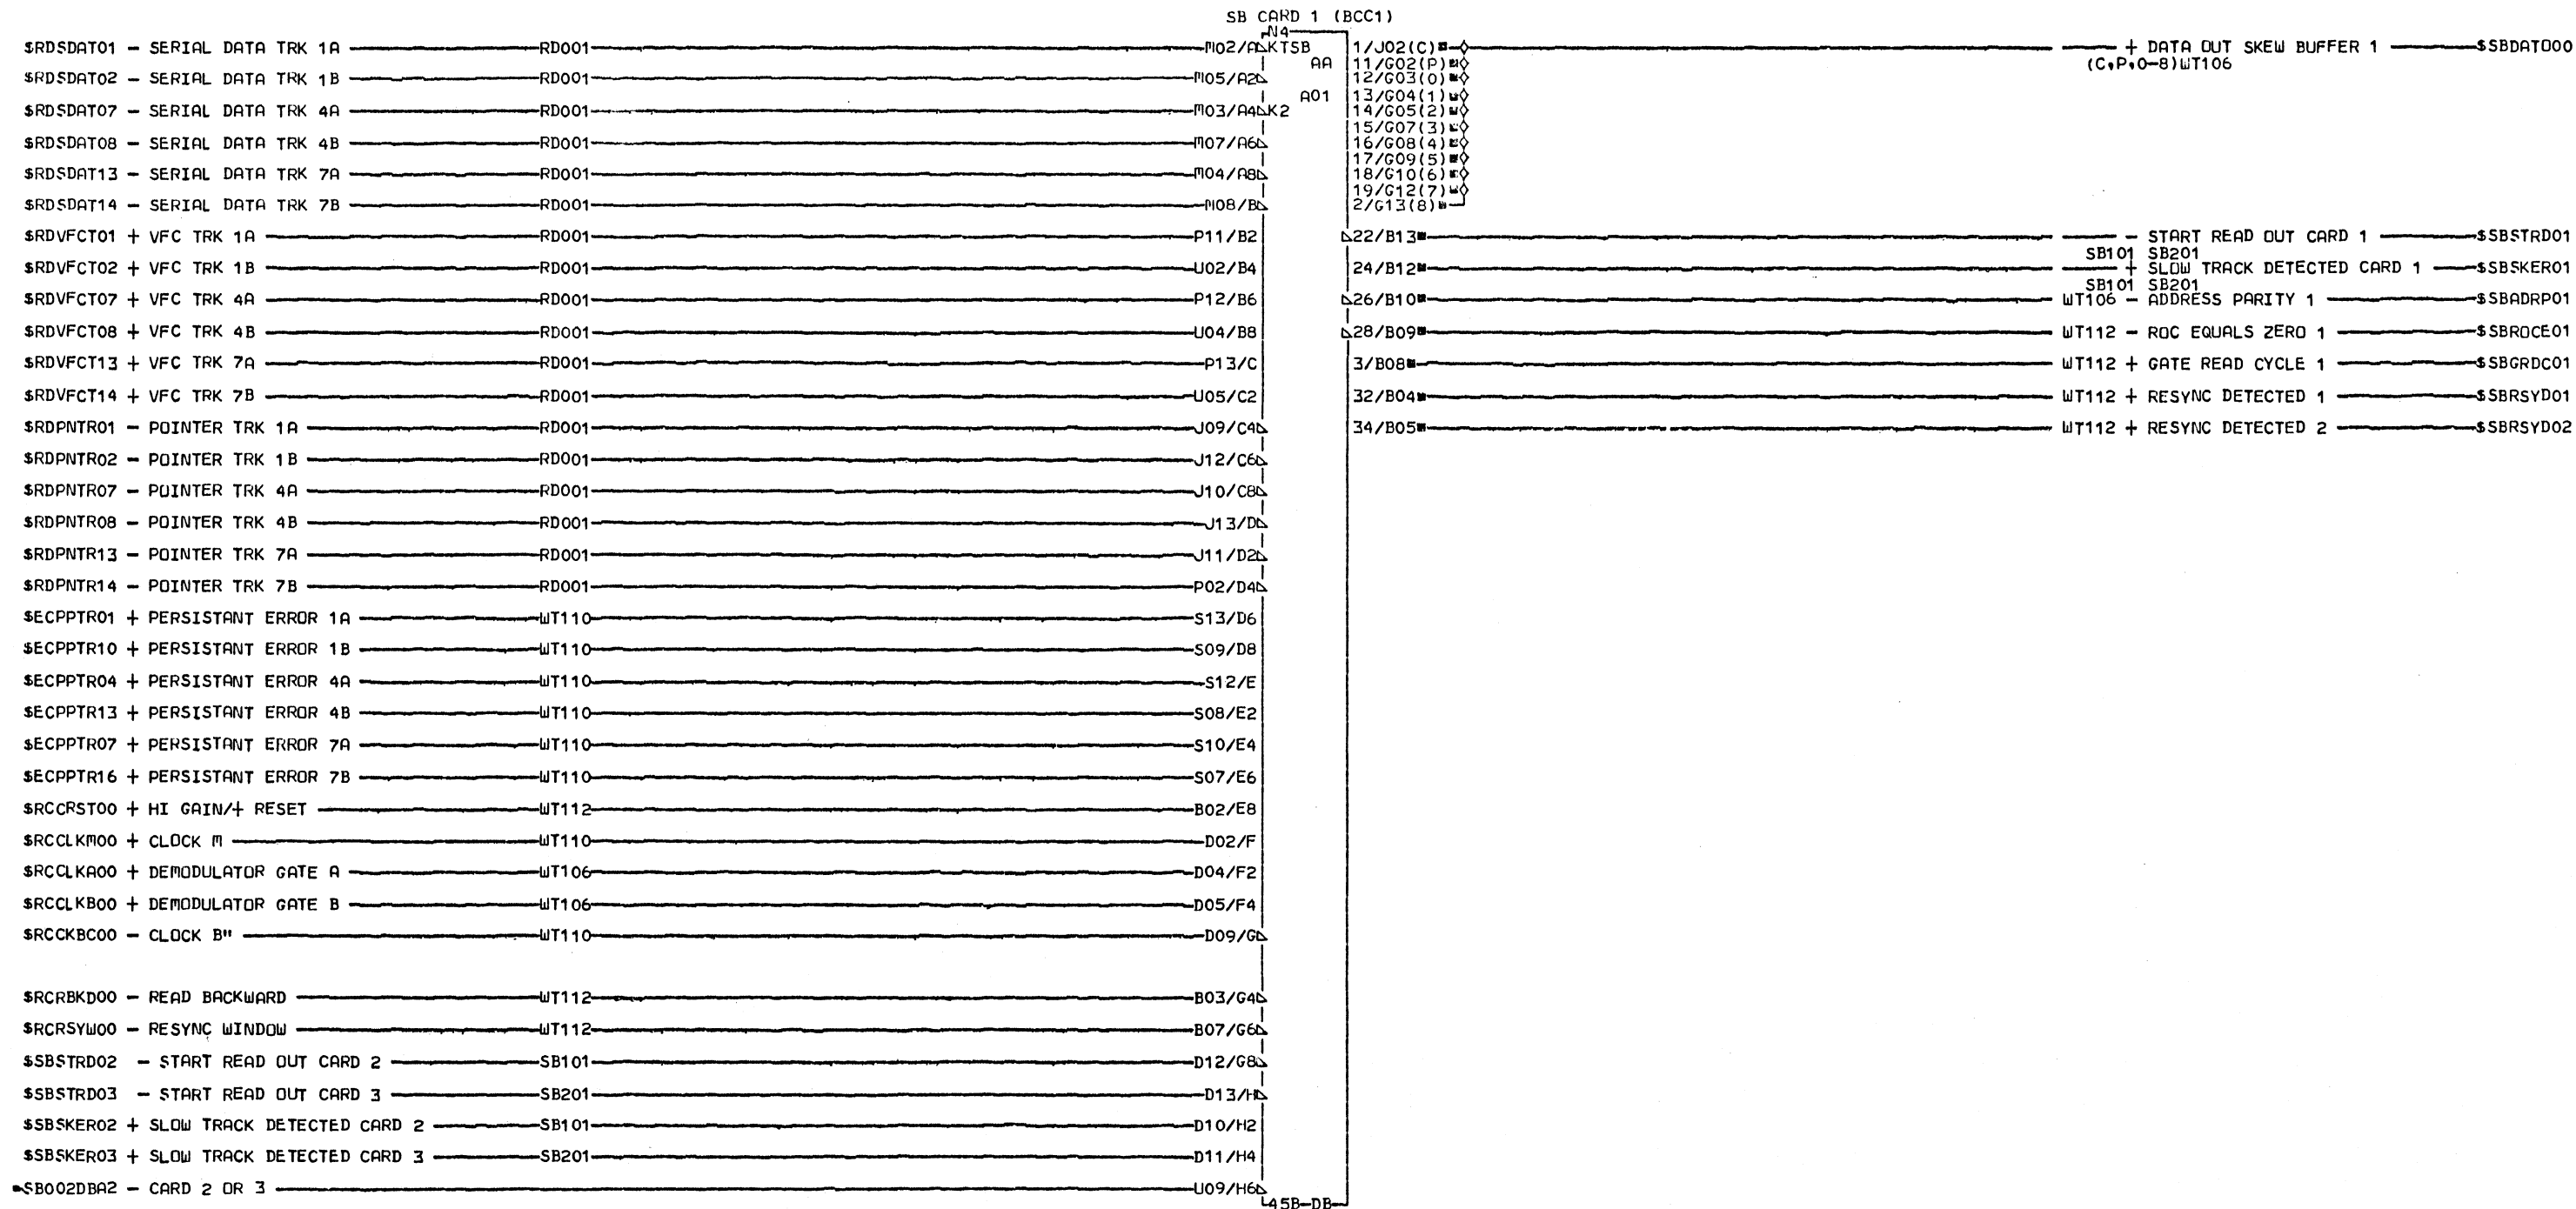 SB CARD 1 (BCC1)
N4
$RDSDAT01 - SERIAL DATA TRK 1A RD001 M02/A KTSB 1/J02(C) + DATA OUT SKEW BUFFER 1 $SBDAT000
AA 11/G02(P) (C,P,0-8)WT106
$RDSDAT02 - SERIAL DATA TRK 1B RD001 M05/A2 12/G03(0)
A01 13/G04(1)
$RDSDAT07 - SERIAL DATA TRK 4A RD001 M03/A4 K2 14/G05(2)
15/G07(3)
$RDSDAT08 - SERIAL DATA TRK 4B RD001 M07/A6 16/G08(4)
17/G09(5)
$RDSDAT13 - SERIAL DATA TRK 7A RD001 M04/A8 18/G10(6)
19/G12(7)
$RDSDAT14 - SERIAL DATA TRK 7B RD001 M08/B 2/G13(8)
$RDVFCT01 + VFC TRK 1A RD001 P11/B2 22/B13 - START READ OUT CARD 1 $SBSTRD01
SB101 SB201
$RDVFCT02 + VFC TRK 1B RD001 U02/B4 24/B12 + SLOW TRACK DETECTED CARD 1 $SBSKER01
SB101 SB201
$RDVFCT07 + VFC TRK 4A RD001 P12/B6 26/B10 WT106 - ADDRESS PARITY 1 $SBADRP01
$RDVFCT08 + VFC TRK 4B RD001 U04/B8 28/B09 WT112 - ROC EQUALS ZERO 1 $SBROCE01
$RDVFCT13 + VFC TRK 7A RD001 P13/C 3/B08 WT112 + GATE READ CYCLE 1 $SBGRDC01
$RDVFCT14 + VFC TRK 7B RD001 U05/C2 32/B04 WT112 + RESYNC DETECTED 1 $SBRSYD01
$RDPNTR01 - POINTER TRK 1A RD001 J09/C4 34/B05 WT112 + RESYNC DETECTED 2 $SBRSYD02
$RDPNTR02 - POINTER TRK 1B RD001 J12/C6
$RDPNTR07 - POINTER TRK 4A RD001 J10/C8
$RDPNTR08 - POINTER TRK 4B RD001 J13/D
$RDPNTR13 - POINTER TRK 7A RD001 J11/D2
$RDPNTR14 - POINTER TRK 7B RD001 P02/D4
$ECPPTR01 + PERSISTANT ERROR 1A WT110 S13/D6
$ECPPTR10 + PERSISTANT ERROR 1B WT110 S09/D8
$ECPPTR04 + PERSISTANT ERROR 4A WT110 S12/E
$ECPPTR13 + PERSISTANT ERROR 4B WT110 S08/E2
$ECPPTR07 + PERSISTANT ERROR 7A WT110 S10/E4
$ECPPTR16 + PERSISTANT ERROR 7B WT110 S07/E6
$RCCRST00 + HI GAIN/+ RESET WT112 B02/E8
$RCCLKM00 + CLOCK M WT110 D02/F
$RCCLKA00 + DEMODULATOR GATE A WT106 D04/F2
$RCCLKB00 + DEMODULATOR GATE B WT106 D05/F4
$RCCKBC00 - CLOCK B" WT110 D09/G
$RCRBKD00 - READ BACKWARD WT112 B03/G4
$RCRSYW00 - RESYNC WINDOW WT112 B07/G6
$SBSTRD02 - START READ OUT CARD 2 SB101 D12/G8
$SBSTRD03 - START READ OUT CARD 3 SB201 D13/H
$SBSKER02 + SLOW TRACK DETECTED CARD 2 SB101 D10/H2
$SBSKER03 + SLOW TRACK DETECTED CARD 3 SB201 D11/H4
SB002DBA2 - CARD 2 OR 3 U09/H6
45B-DB